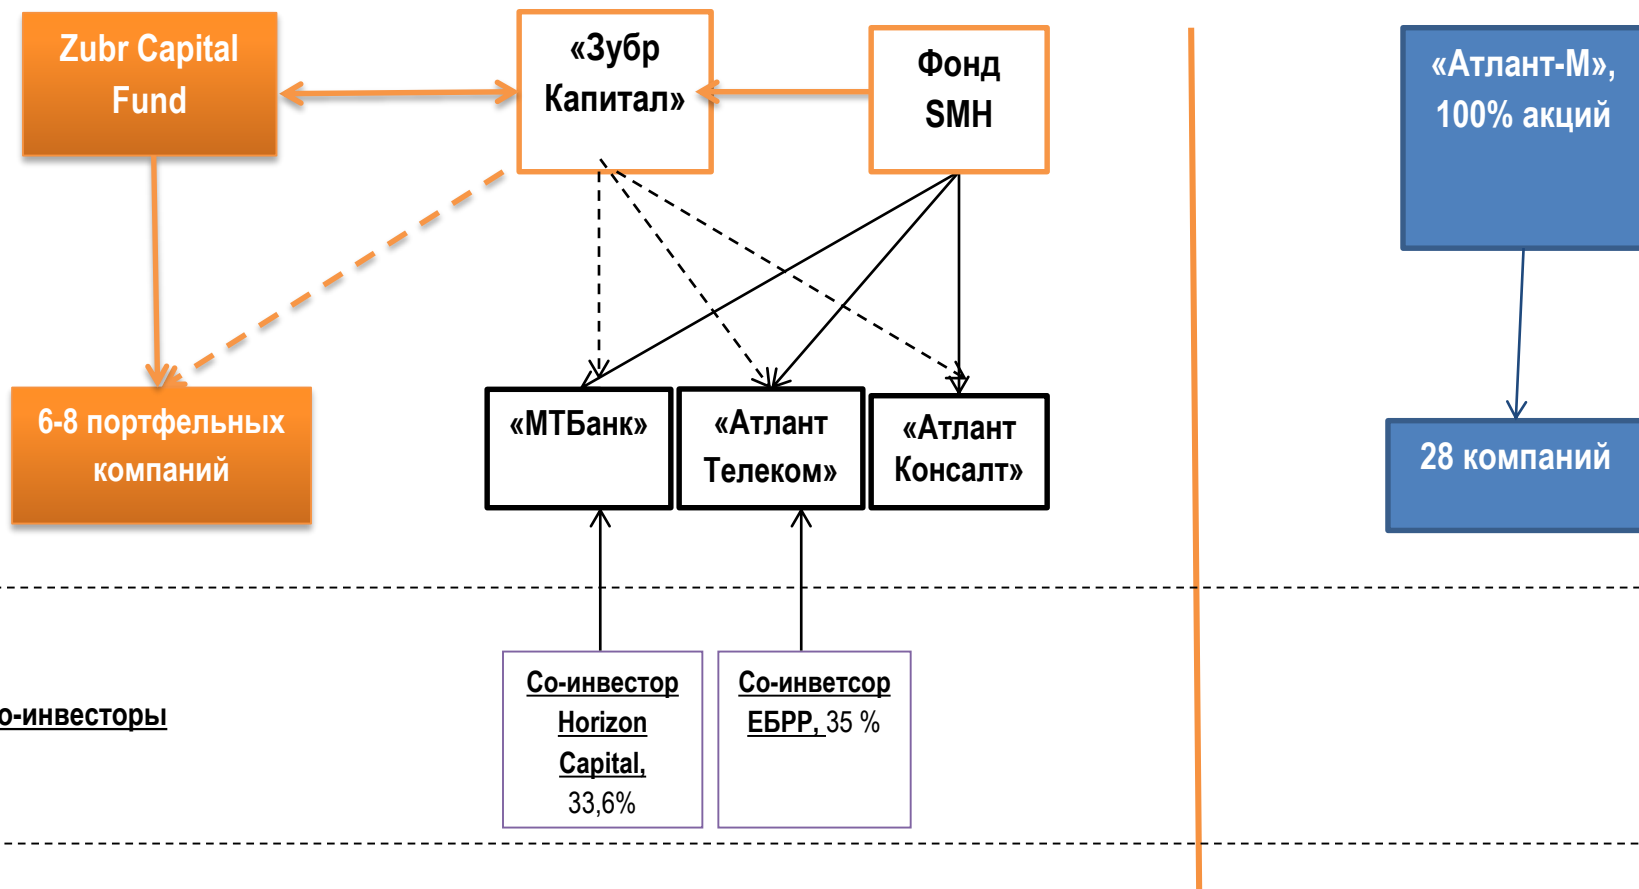 Zubr Capital
Fund
«Зубр
Капитал»
Фонд
SMH
«Атлант-М»,
100% акций
6-8 портфельных
компаний
«МТБанк»
«Атлант
Телеком»
«Атлант
Консалт»
28 компаний
о-инвесторы
Со-инвестор
Horizon
Capital,
33,6%
Со-инветсор
ЕБРР, 35 %